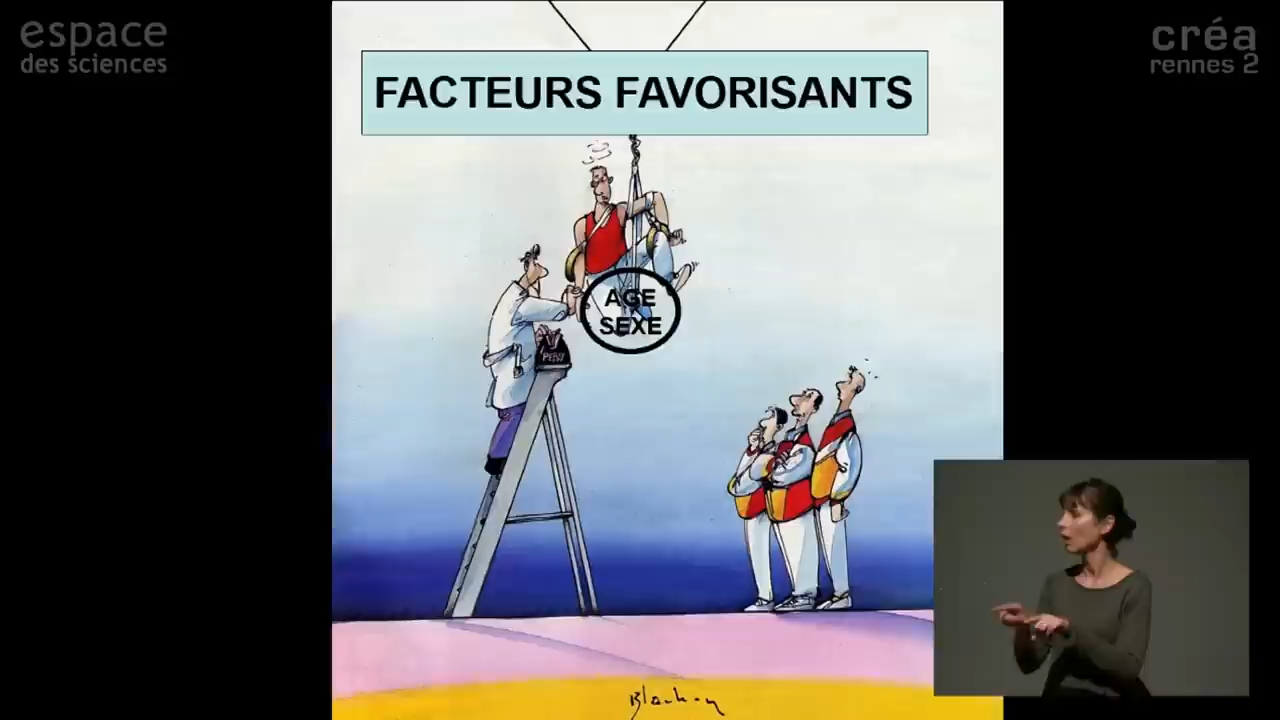 espace
des sciences
créa
rennes 2
FACTEURS FAVORISANTS
AGE
SEXE
Blachon